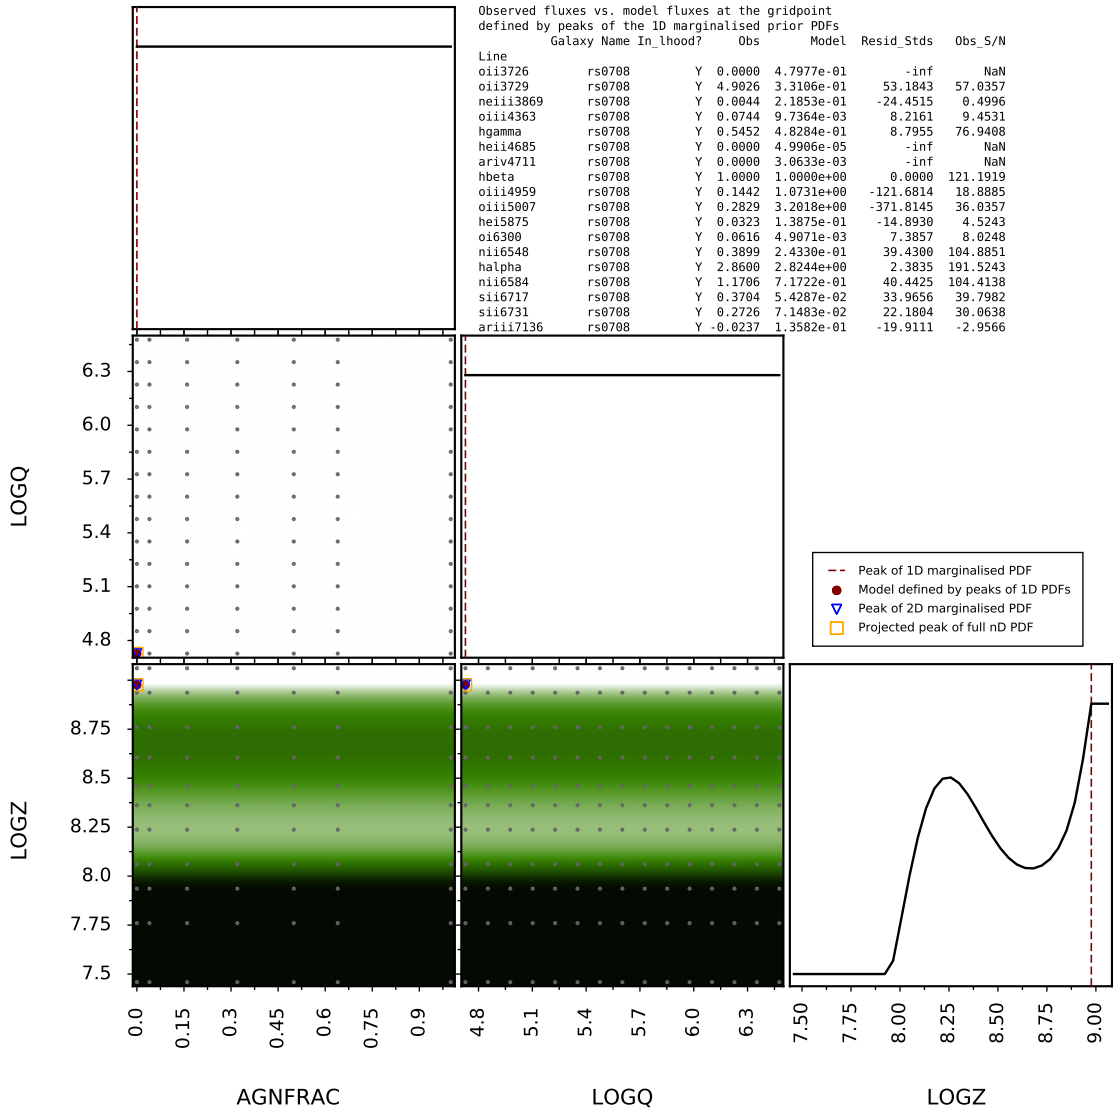 Observed fluxes vs. model fluxes at the gridpoint
defined by peaks of the 1D marginalised prior PDFs
Galaxy Name In_lhood? Obs Model Resid_Stds Obs_S/N
Line
oii3726 rs0708 Y 0.0000 4.7977e-01 -inf NaN
oii3729 rs0708 Y 4.9026 3.3106e-01 53.1843 57.0357
neiii3869 rs0708 Y 0.0044 2.1853e-01 -24.4515 0.4996
oiii4363 rs0708 Y 0.0744 9.7364e-03 8.2161 9.4531
hgamma rs0708 Y 0.5452 4.8284e-01 8.7955 76.9408
heii4685 rs0708 Y 0.0000 4.9906e-05 -inf NaN
ariv4711 rs0708 Y 0.0000 3.0633e-03 -inf NaN
hbeta rs0708 Y 1.0000 1.0000e+00 0.0000 121.1919
oiii4959 rs0708 Y 0.1442 1.0731e+00 -121.6814 18.8885
oiii5007 rs0708 Y 0.2829 3.2018e+00 -371.8145 36.0357
hei5875 rs0708 Y 0.0323 1.3875e-01 -14.8930 4.5243
oi6300 rs0708 Y 0.0616 4.9071e-03 7.3857 8.0248
nii6548 rs0708 Y 0.3899 2.4330e-01 39.4300 104.8851
halpha rs0708 Y 2.8600 2.8244e+00 2.3835 191.5243
nii6584 rs0708 Y 1.1706 7.1722e-01 40.4425 104.4138
sii6717 rs0708 Y 0.3704 5.4287e-02 33.9656 39.7982
sii6731 rs0708 Y 0.2726 7.1483e-02 22.1804 30.0638
ariii7136 rs0708 Y -0.0237 1.3582e-01 -19.9111 -2.9566
LOGQ
6.3
6.0
5.7
5.4
5.1
4.8
Peak of 1D marginalised PDF
Model defined by peaks of 1D PDFs
Peak of 2D marginalised PDF
Projected peak of full nD PDF
LOGZ
8.75
8.5
8.25
8.0
7.75
7.5
0.0 0.15 0.3 0.45 0.6 0.75 0.9
4.8 5.1 5.4 5.7 6.0 6.3
7.50 7.75 8.00 8.25 8.50 8.75 9.00
AGNFRAC LOGQ LOGZ